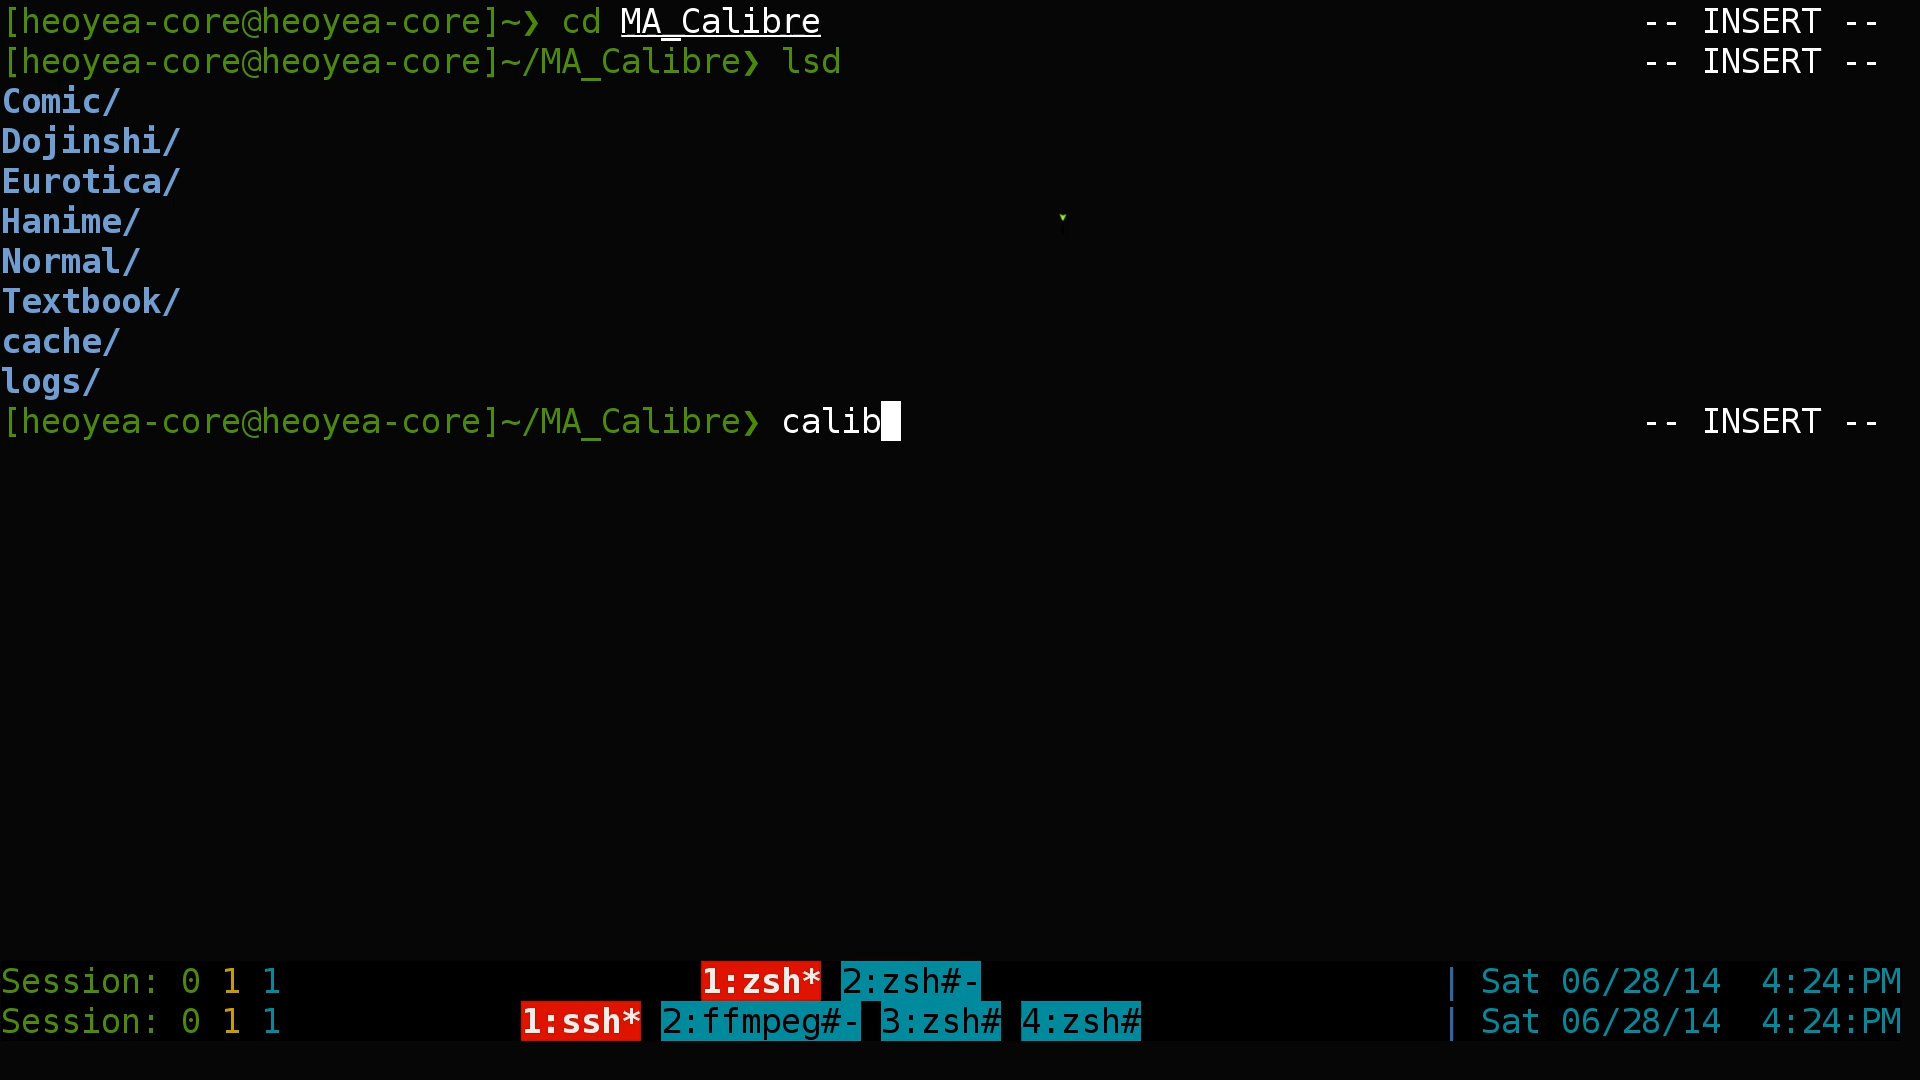 [heoyea-core@heoyea-core]~❯ cd MA_Calibre -- INSERT --
[heoyea-core@heoyea-core]~/MA_Calibre❯ lsd -- INSERT --
Comic/
Dojinshi/
Eurotica/
Hanime/
Normal/
Textbook/
cache/
logs/
[heoyea-core@heoyea-core]~/MA_Calibre❯ calib -- INSERT --
Session: 0 1 1 1:zsh* 2:zsh#- | Sat 06/28/14 4:24:PM
Session: 0 1 1 1:ssh* 2:ffmpeg#- 3:zsh# 4:zsh# | Sat 06/28/14 4:24:PM